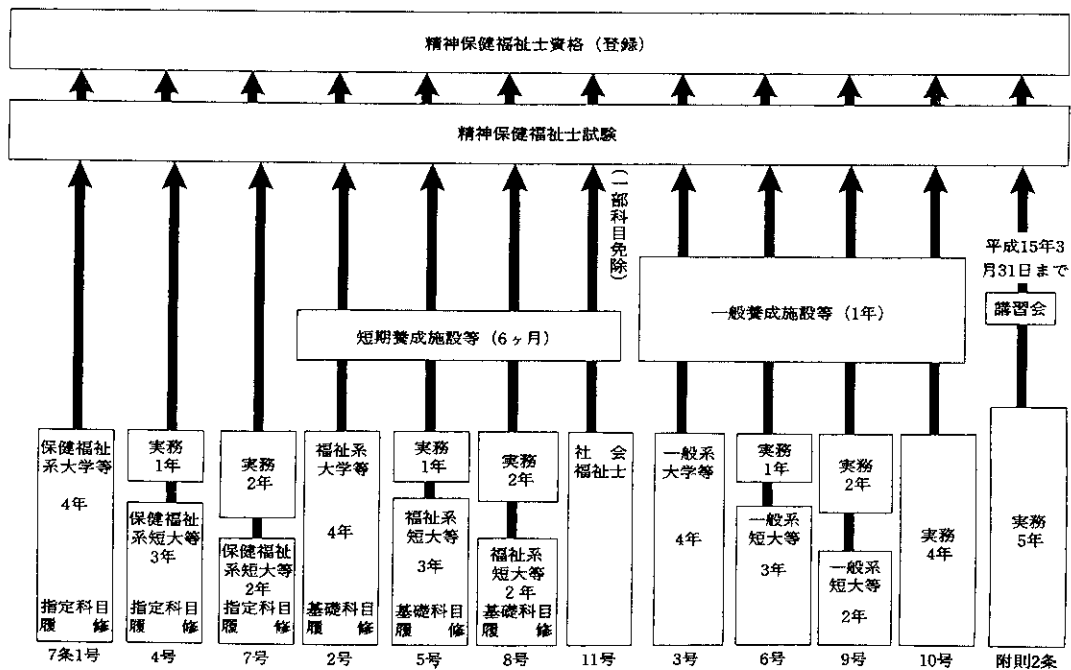 精神保健福祉士資格（登録）
精神保健福祉士試験
（一部科目免除）
平成15年3
月31日まで
講習会
短期養成施設等（6ヶ月）
一般養成施設等（1年）
保健福祉
系大学等
4年
指定科目
履修
7条1号
実務
1年
保健福祉
系短大等
3年
指定科目
履修
4号
実務
2年
保健福祉
系短大等
2年
指定科目
履修
7号
福祉系
大学等
4年
基礎科目
履修
2号
実務
1年
福祉系
短大等
3年
基礎科目
履修
5号
実務
2年
福祉系
短大等
2年
基礎科目
履修
8号
社会
福祉士
11号
一般系
大学等
4年
3号
実務
1年
一般系
短大等
3年
6号
実務
2年
一般系
短大等
2年
9号
実務
4年
10号
実務
5年
附則2条